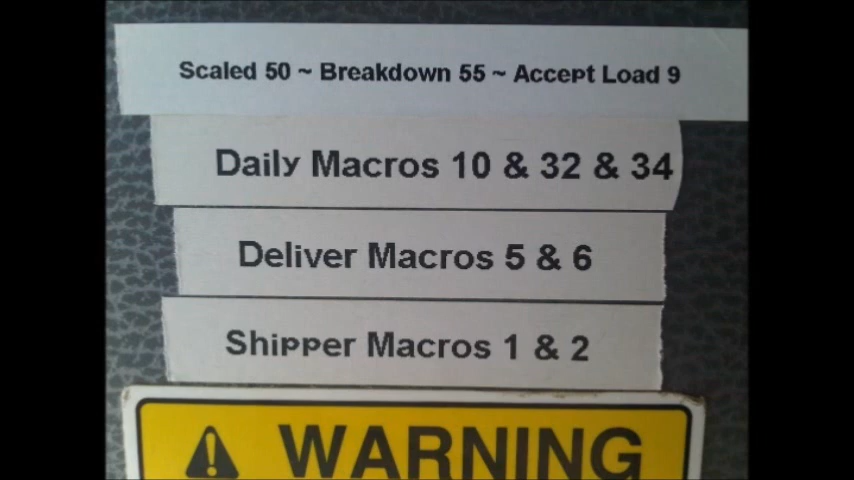 Scaled 50 ~ Breakdown 55 ~ Accept Load 9
Daily Macros 10 & 32 & 34
Deliver Macros 5 & 6
Shipper Macros 1 & 2
WARNING